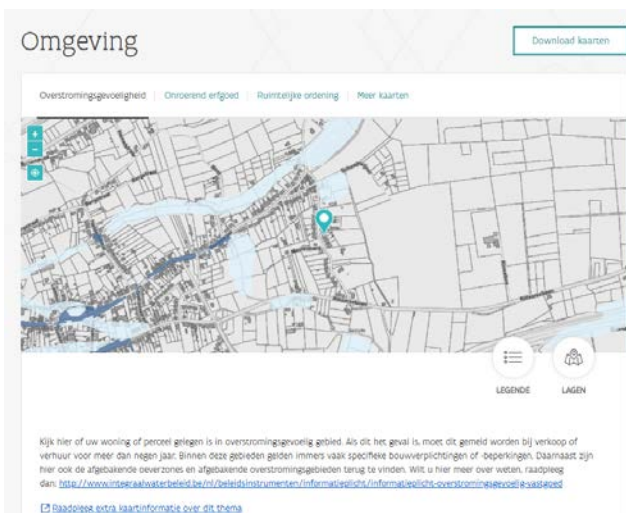 Omgeving
Download kaarten
Overstromingsgevoeligheid
Onroerend erfgoed
Ruimtelijke ordening
Meer kaarten
+
-
LEGENDE
LAGEN
Kijk hier of uw woning of perceel gelegen is in overstromingsgevoelig gebied. Als dit het geval is, moet dit gemeld worden bij verkoop of
verhuur voor meer dan negen jaar. Binnen deze gebieden gelden immers vaak specifieke bouwverplichtingen of -beperkingen. Daarnaast zijn
hier ook de afgebakende oeverzones en afgebakende overstromingsgebieden terug te vinden. Wilt u hier meer over weten, raadpleeg
dan: http://www.integraalwaterbeleid.be/nl/beleidsinstrumenten/informatieplicht/informatieplicht-overstromingsgevoelig-vastgoed
Raadpleeg extra kaartinformatie over dit thema